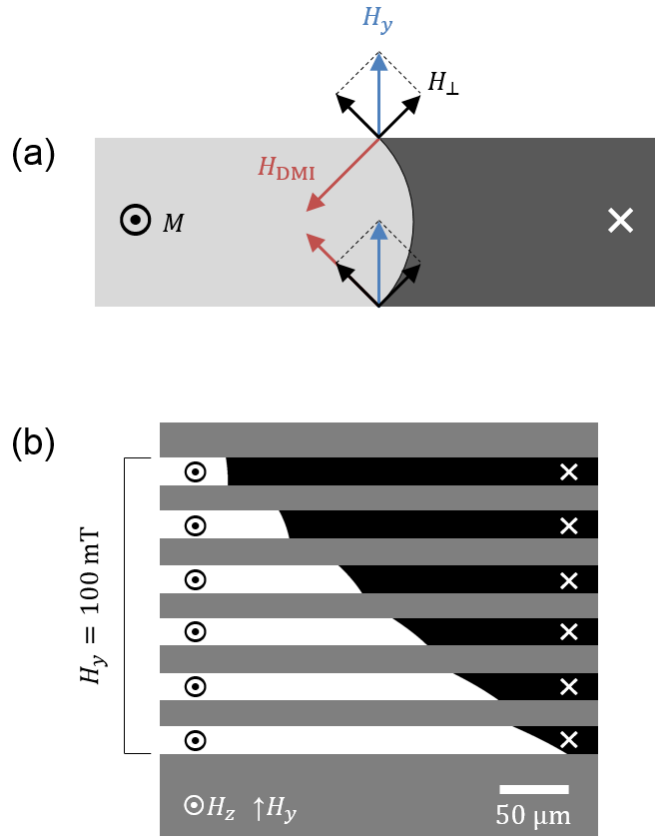 (a)
H_y
H_⊥
H_DMI
⊙ M
×
(b)
H_y = 100 mT
⊙ ×
⊙ ×
⊙ ×
⊙ ×
⊙ ×
⊙ ×
⊙H_z ↑H_y
50 μm